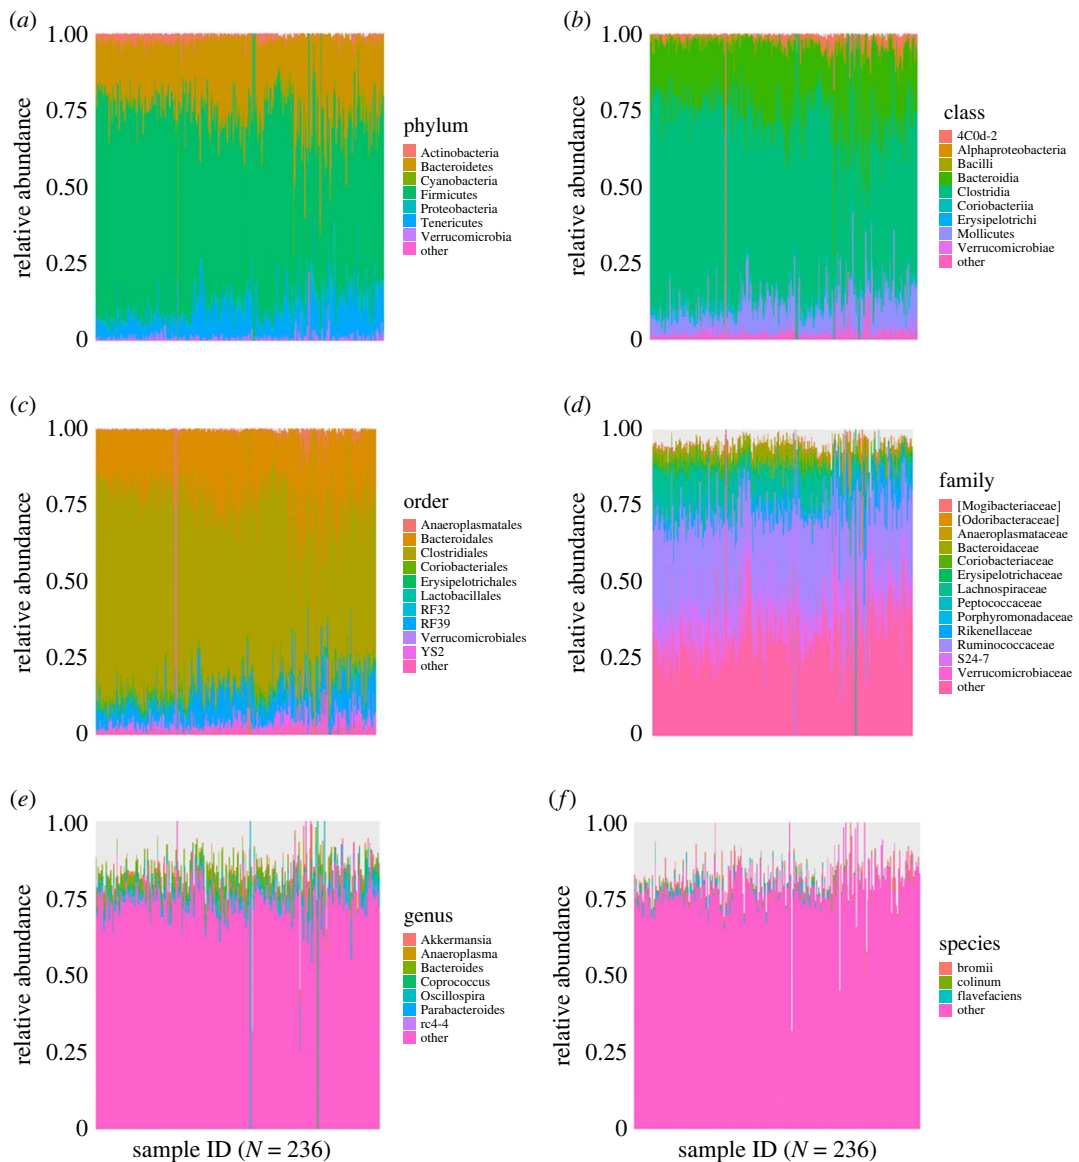 (a)
1.00
0.75
0.50
0.25
0
relative abundance
phylum
Actinobacteria
Bacteroidetes
Cyanobacteria
Firmicutes
Proteobacteria
Tenericutes
Verrucomicrobia
other
(b)
1.00
0.75
0.50
0.25
0
relative abundance
class
4C0d-2
Alphaproteobacteria
Bacilli
Bacteroidia
Clostridia
Coriobacteriia
Erysipelotrichi
Mollicutes
Verrucomicrobiae
other
(c)
1.00
0.75
0.50
0.25
0
relative abundance
order
Anaeroplasmatales
Bacteroidales
Clostridiales
Coriobacteriales
Erysipelotrichales
Lactobacillales
RF32
RF39
Verrucomicrobiales
YS2
other
(d)
1.00
0.75
0.50
0.25
0
relative abundance
family
[Mogibacteriaceae]
[Odoribacteraceae]
Anaeroplasmataceae
Bacteroidaceae
Coriobacteriaceae
Erysipelotrichaceae
Lachnospiraceae
Peptococcaceae
Porphyromonadaceae
Rikenellaceae
Ruminococcaceae
S24-7
Verrucomicrobiaceae
other
(e)
1.00
0.75
0.50
0.25
0
relative abundance
genus
Akkermansia
Anaeroplasma
Bacteroides
Coprococcus
Oscillospira
Parabacteroides
rc4-4
other
sample ID (N = 236)
(f)
1.00
0.75
0.50
0.25
0
relative abundance
species
bromii
colinum
flavefaciens
other
sample ID (N = 236)